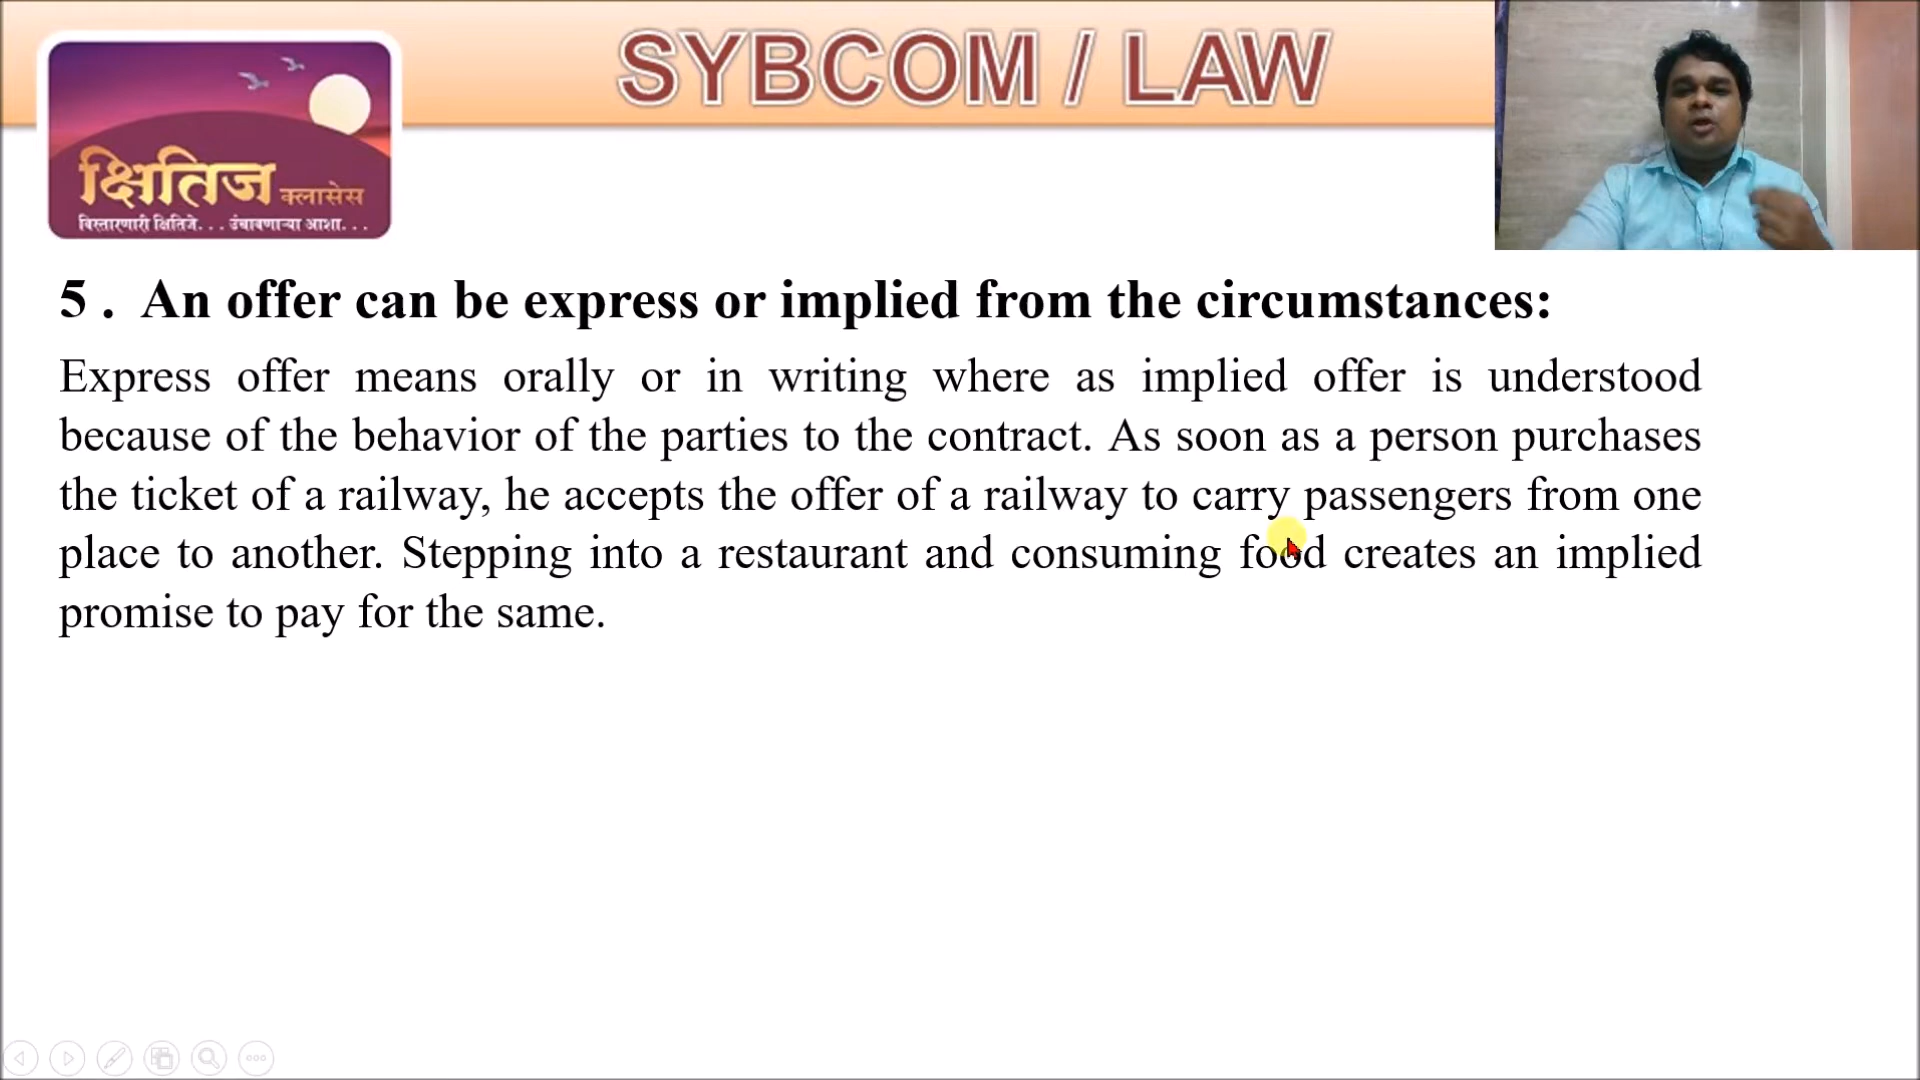 SYBCOM / LAW
क्षितिज क्लासेस
विस्तारणारी क्षितिजे. . . उंचावणाऱ्या आशा. . .
5 . An offer can be express or implied from the circumstances:
Express offer means orally or in writing where as implied offer is understood
because of the behavior of the parties to the contract. As soon as a person purchases
the ticket of a railway, he accepts the offer of a railway to carry passengers from one
place to another. Stepping into a restaurant and consuming food creates an implied
promise to pay for the same.